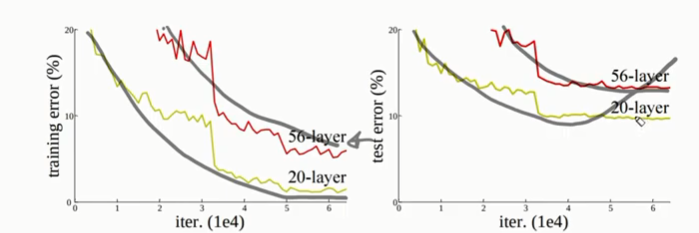 training error (%)
20
10
0
0 1 2 3 4 5 6
iter. (1e4)
56-layer
20-layer
test error (%)
20
10
0
0 1 2 3 4 5 6
iter. (1e4)
56-layer
20-layer